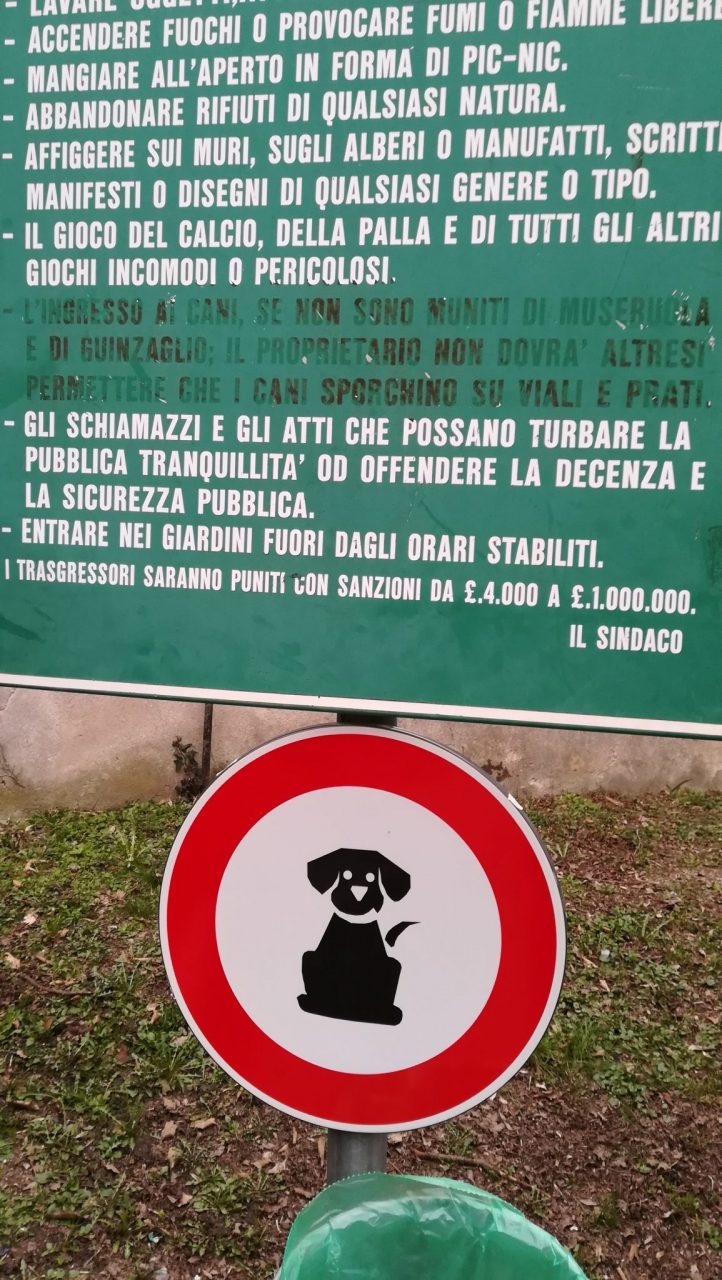 - LAVARE OGGETTI,
- ACCENDERE FUOCHI O PROVOCARE FUMI O FIAMME LIBERE
- MANGIARE ALL'APERTO IN FORMA DI PIC-NIC.
- ABBANDONARE RIFIUTI DI QUALSIASI NATURA.
- AFFIGGERE SUI MURI, SUGLI ALBERI O MANUFATTI, SCRITTI
MANIFESTI O DISEGNI DI QUALSIASI GENERE O TIPO.
- IL GIOCO DEL CALCIO, DELLA PALLA E DI TUTTI GLI ALTRI
GIOCHI INCOMODI O PERICOLOSI.
- L'INGRESSO AI CANI, SE NON SONO MUNITI DI MUSERUOLA
E DI GUINZAGLIO; IL PROPRIETARIO NON DOVRA' ALTRESI'
PERMETTERE CHE I CANI SPORCHINO SU VIALI E PRATI.
- GLI SCHIAMAZZI E GLI ATTI CHE POSSANO TURBARE LA
PUBBLICA TRANQUILLITA' OD OFFENDERE LA DECENZA E
LA SICUREZZA PUBBLICA.
- ENTRARE NEI GIARDINI FUORI DAGLI ORARI STABILITI.
I TRASGRESSORI SARANNO PUNITI CON SANZIONI DA £.4.000 A £.1.000.000.
IL SINDACO